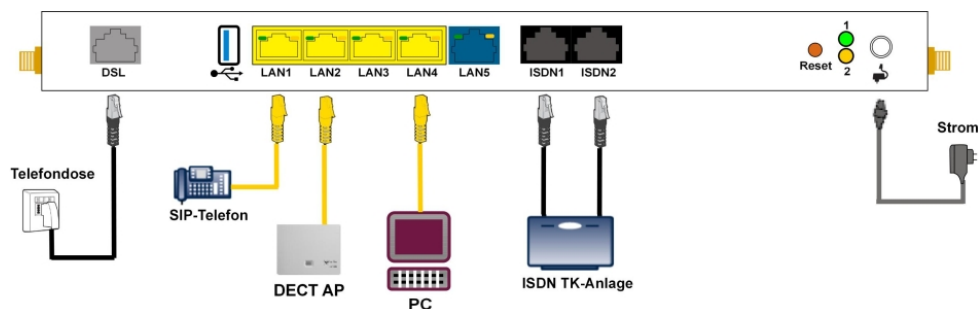 DSL
LAN1 LAN2 LAN3 LAN4 LAN5
ISDN1 ISDN2
Reset
1
2
Telefondose
SIP-Telefon
DECT AP
PC
ISDN TK-Anlage
Strom